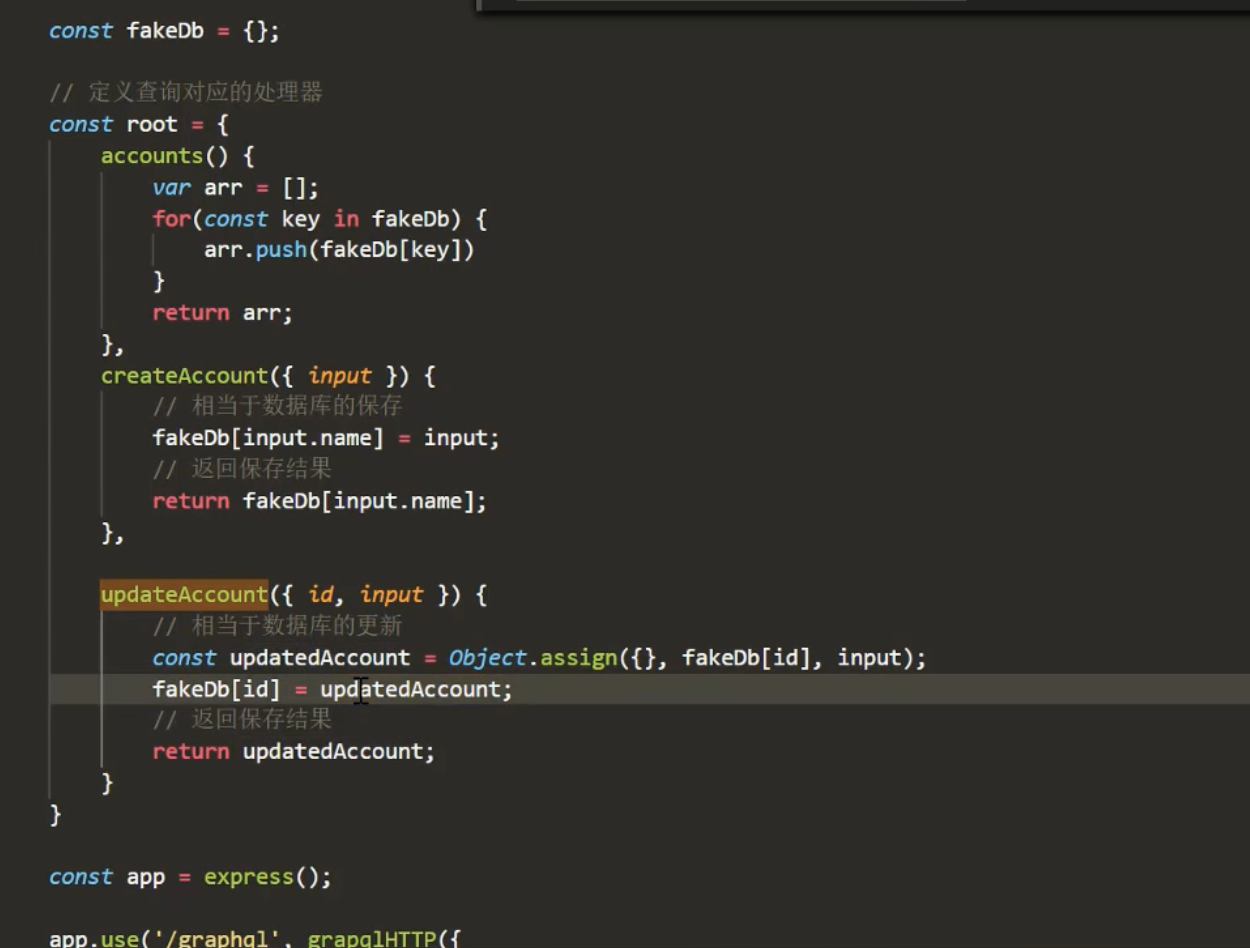 const fakeDb = {};
// 定义查询对应的处理器
const root = {
accounts() {
var arr = [];
for(const key in fakeDb) {
arr.push(fakeDb[key])
}
return arr;
},
createAccount({ input }) {
// 相当于数据库的保存
fakeDb[input.name] = input;
// 返回保存结果
return fakeDb[input.name];
},
updateAccount({ id, input }) {
// 相当于数据库的更新
const updatedAccount = Object.assign({}, fakeDb[id], input);
fakeDb[id] = updatedAccount;
// 返回保存结果
return updatedAccount;
}
}
const app = express();
app.use('/graphql', grapqlHTTP({